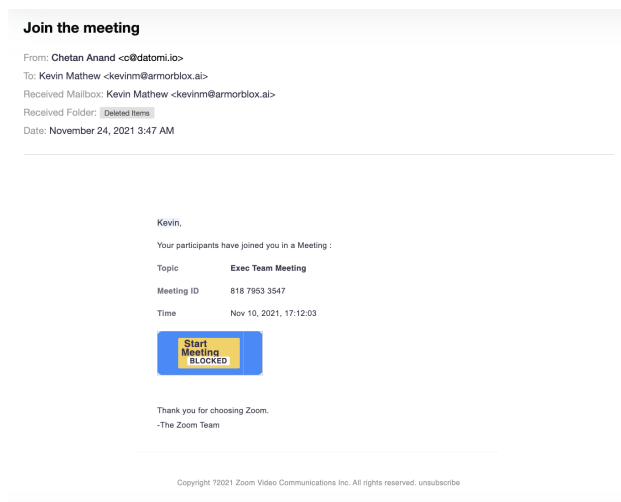 Join the meeting
From: Chetan Anand <c@datomi.io>
To: Kevin Mathew <kevinm@armorblox.ai>
Received Mailbox: Kevin Mathew <kevinm@armorblox.ai>
Received Folder: Deleted Items
Date: November 24, 2021 3:47 AM
Kevin,
Your participants have joined you in a Meeting :
Topic Exec Team Meeting
Meeting ID 818 7953 3547
Time Nov 10, 2021, 17:12:03
Start
Meeting
BLOCKED
Thank you for choosing Zoom.
-The Zoom Team
Copyright ?2021 Zoom Video Communications Inc. All rights reserved. unsubscribe